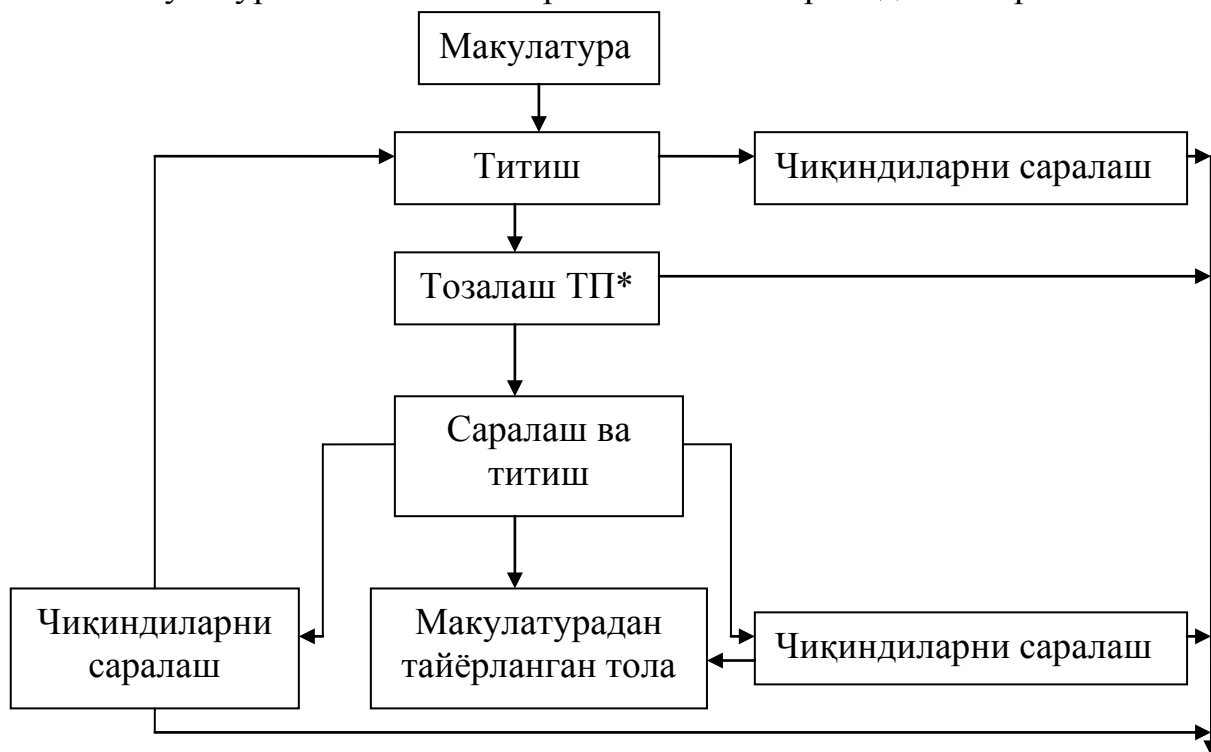 Макулатура
Титиш
Чиқиндиларни саралаш
Тозалаш ТП*
Саралаш ва
титиш
Чиқиндиларни
саралаш
Макулатурадан
тайёрланган тола
Чиқиндиларни саралаш